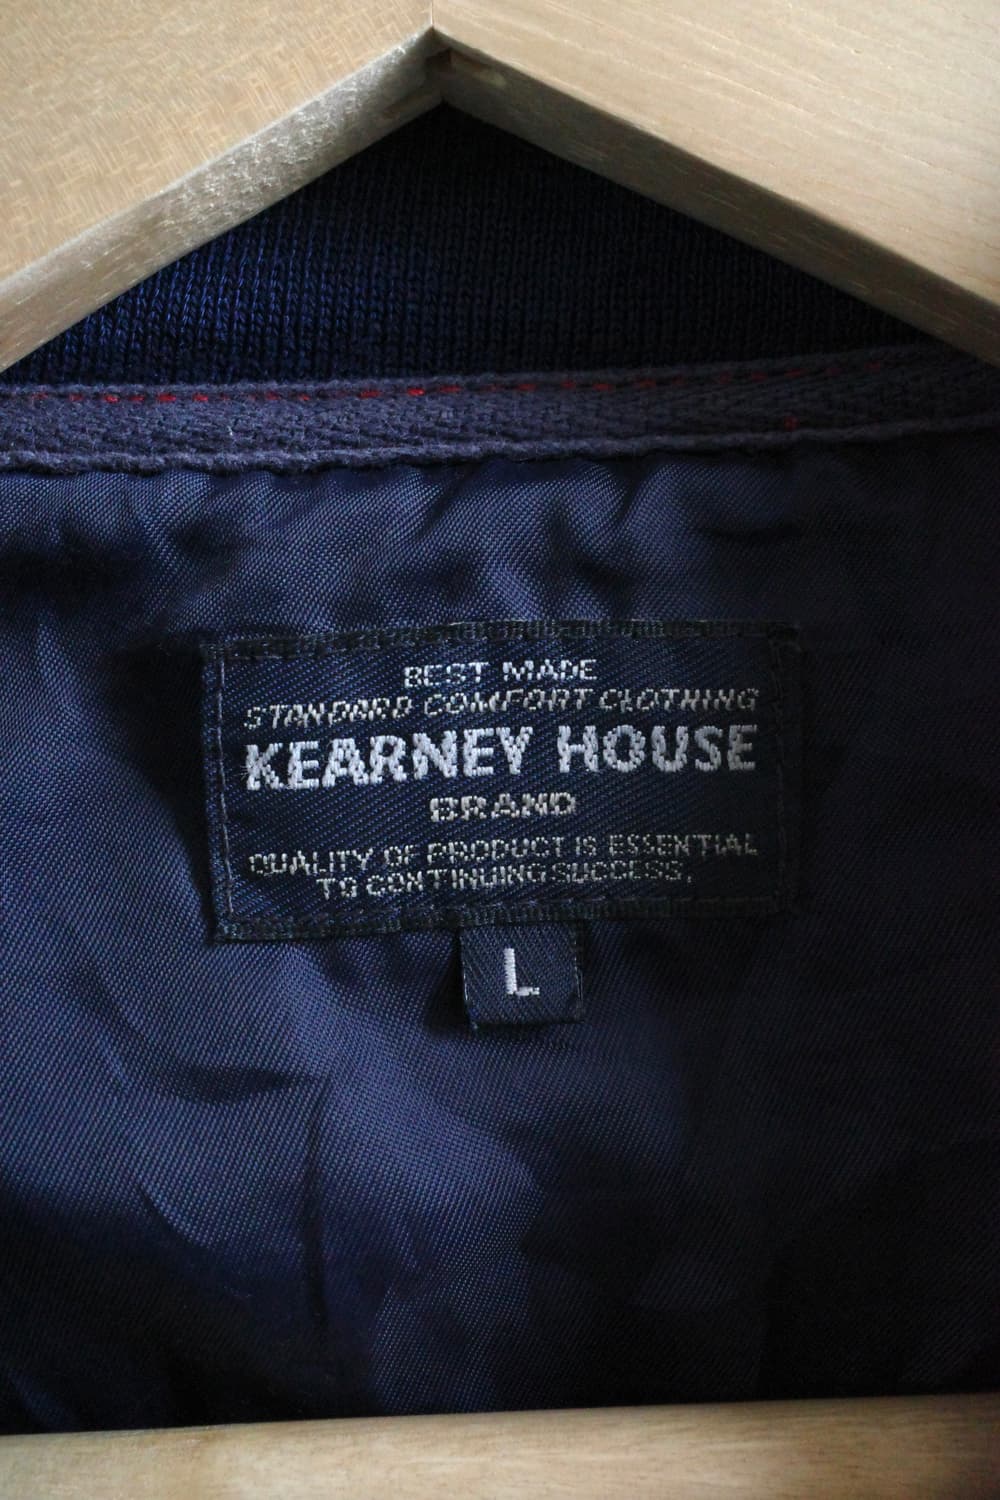 BEST MADE
STANDARD COMFORT CLOTHING
KEARNEY HOUSE
BRAND
QUALITY OF PRODUCT IS ESSENTIAL
TO CONTINUING SUCCESS.
L